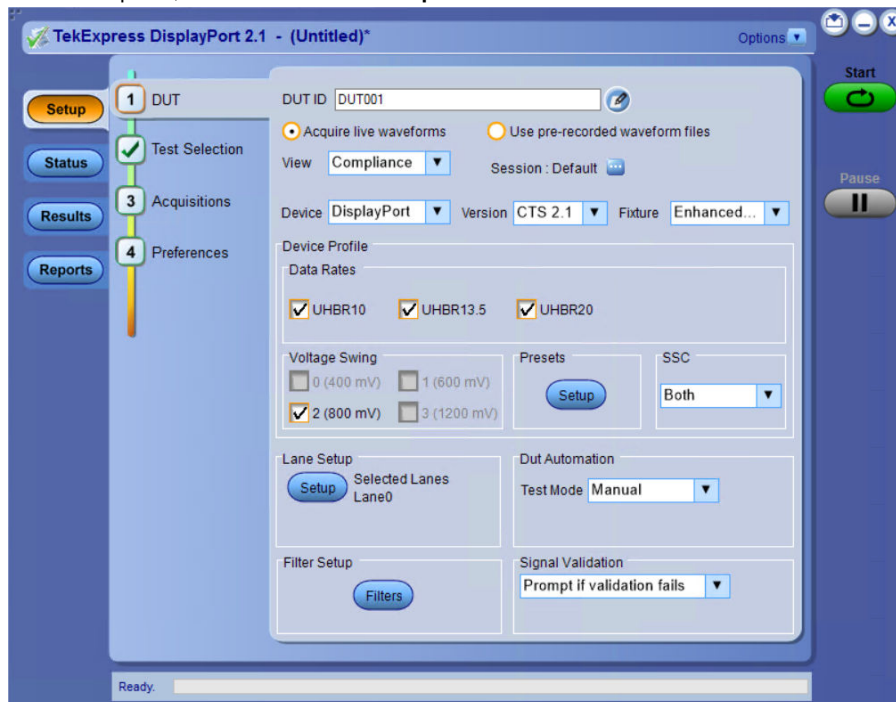 TekExpress DisplayPort 2.1 - (Untitled)*
Options
Start
Pause
Setup
Status
Results
Reports
1 DUT
Test Selection
3 Acquisitions
4 Preferences
DUT ID DUT001
Acquire live waveforms Use pre-recorded waveform files
View Compliance Session : Default
Device DisplayPort Version CTS 2.1 Fixture Enhanced...
Device Profile
Data Rates
UHBR10 UHBR13.5 UHBR20
Voltage Swing
0 (400 mV) 1 (600 mV)
2 (800 mV) 3 (1200 mV)
Presets
Setup
SSC
Both
Lane Setup
Setup Selected Lanes
Lane0
Dut Automation
Test Mode Manual
Filter Setup
Filters
Signal Validation
Prompt if validation fails
Ready.